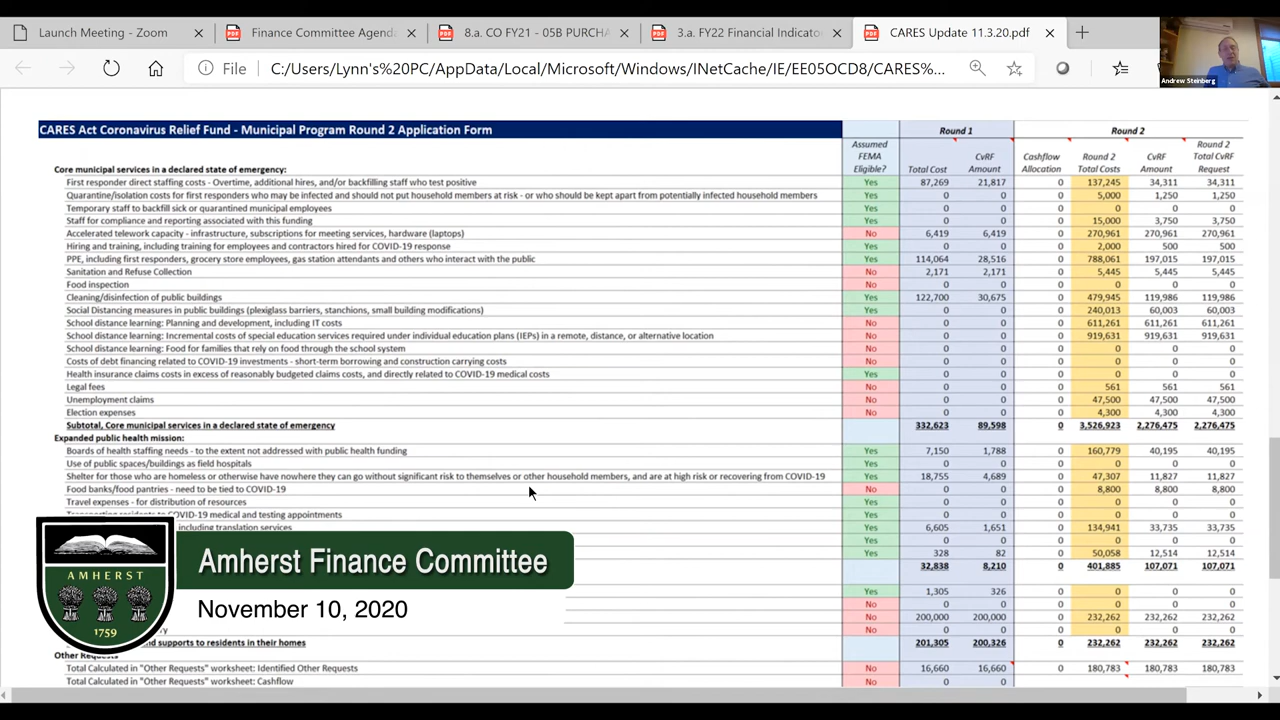 Launch Meeting - Zoom
Finance Committee Agend
8.a. CO FY21 - 05B PURCHA
3.a. FY22 Financial Indicato
CARES Update 11.3.20.pdf
File C:/Users/Lynn's%20PC/AppData/Local/Microsoft/Windows/INetCache/IE/EE05OCD8/CARES%...
Andrew Steinberg
CARES Act Coronavirus Relief Fund - Municipal Program Round 2 Application Form
Round 1 Round 2
Assumed FEMA Eligible? Total Cost CvRF Amount Cashflow Allocation Round 2 Total Costs CvRF Amount Round 2 Total CvRF Request
Core municipal services in a declared state of emergency:
First responder direct staffing costs - Overtime, additional hires, and/or backfilling staff who test positive Yes 87,269 21,817 0 137,245 34,311 34,311
Quarantine/isolation costs for first responders who may be infected and should not put household members at risk - or who should be kept apart from potentially infected household members Yes 0 0 0 5,000 1,250 1,250
Temporary staff to backfill sick or quarantined municipal employees Yes 0 0 0 0 0 0
Staff for compliance and reporting associated with this funding Yes 0 0 0 15,000 3,750 3,750
Accelerated telework capacity - infrastructure, subscriptions for meeting services, hardware (laptops) No 6,419 6,419 0 270,961 270,961 270,961
Hiring and training, including training for employees and contractors hired for COVID-19 response Yes 0 0 0 2,000 500 500
PPE, including first responders, grocery store employees, gas station attendants and others who interact with the public Yes 114,064 28,516 0 788,061 197,015 197,015
Sanitation and Refuse Collection No 2,171 2,171 0 5,445 5,445 5,445
Food inspection No 0 0 0 0 0 0
Cleaning/disinfection of public buildings Yes 122,700 30,675 0 479,945 119,986 119,986
Social Distancing measures in public buildings (plexiglass barriers, stanchions, small building modifications) Yes 0 0 0 240,013 60,003 60,003
School distance learning: Planning and development, including IT costs No 0 0 0 611,261 611,261 611,261
School distance learning: Incremental costs of special education services required under individual education plans (IEPs) in a remote, distance, or alternative location No 0 0 0 919,631 919,631 919,631
School distance learning: Food for families that rely on food through the school system No 0 0 0 0 0 0
Costs of debt financing related to COVID-19 investments - short-term borrowing and construction carrying costs No 0 0 0 0 0 0
Health insurance claims costs in excess of reasonably budgeted claims costs, and directly related to COVID-19 medical costs Yes 0 0 0 0 0 0
Legal fees No 0 0 0 561 561 561
Unemployment claims No 0 0 0 47,500 47,500 47,500
Election expenses No 0 0 0 4,300 4,300 4,300
Subtotal, Core municipal services in a declared state of emergency 332,623 89,598 0 3,526,923 2,276,475 2,276,475
Expanded public health mission:
Boards of health staffing needs - to the extent not addressed with public health funding Yes 7,150 1,788 0 160,779 40,195 40,195
Use of public spaces/buildings as field hospitals Yes 0 0 0 0 0 0
Shelter for those who are homeless or otherwise have nowhere they can go without significant risk to themselves or other household members, and are at high risk or recovering from COVID-19 Yes 18,755 4,689 0 47,307 11,827 11,827
Food banks/food pantries - need to be tied to COVID-19 No 0 0 0 8,800 8,800 8,800
Travel expenses - for distribution of resources Yes 0 0 0 0 0 0
Transporting residents to COVID-19 medical and testing appointments Yes 0 0 0 0 0 0
including translation services Yes 6,605 1,651 0 134,941 33,735 33,735
Yes 0 0 0 0 0 0
Yes 328 82 0 50,058 12,514 12,514
32,838 8,210 0 401,885 107,071 107,071
Yes 1,305 326 0 0 0 0
No 0 0 0 0 0 0
No 200,000 200,000 0 232,262 232,262 232,262
No 0 0 0 0 0 0
and supports to residents in their homes 201,305 200,326 0 232,262 232,262 232,262
Other Requests
Total Calculated in "Other Requests" worksheet: Identified Other Requests No 16,660 16,660 0 180,783 180,783 180,783
Total Calculated in "Other Requests" worksheet: Cashflow No 0 0
AMHERST
1759
Amherst Finance Committee
November 10, 2020